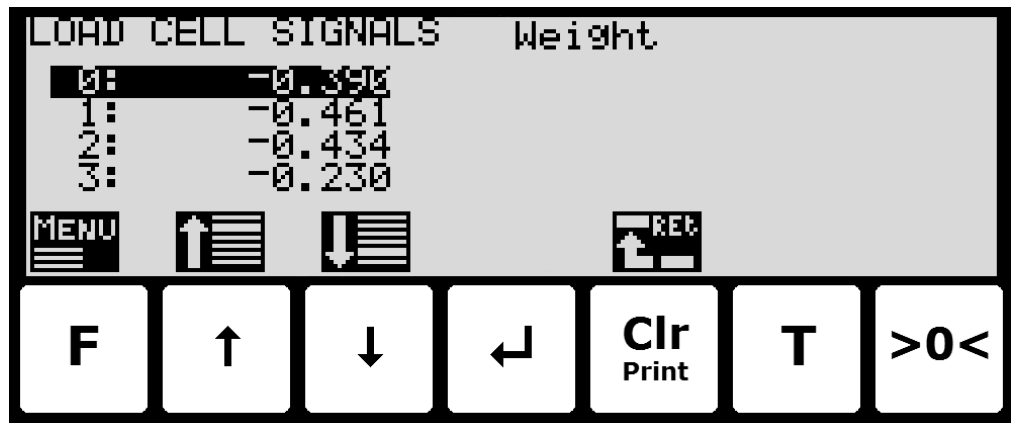 LOAD CELL SIGNALS Weight
0: -0.390
1: -0.461
2: -0.434
3: -0.230
MENU REt
F ↑ ↓ ↵ Clr T >0<
Print